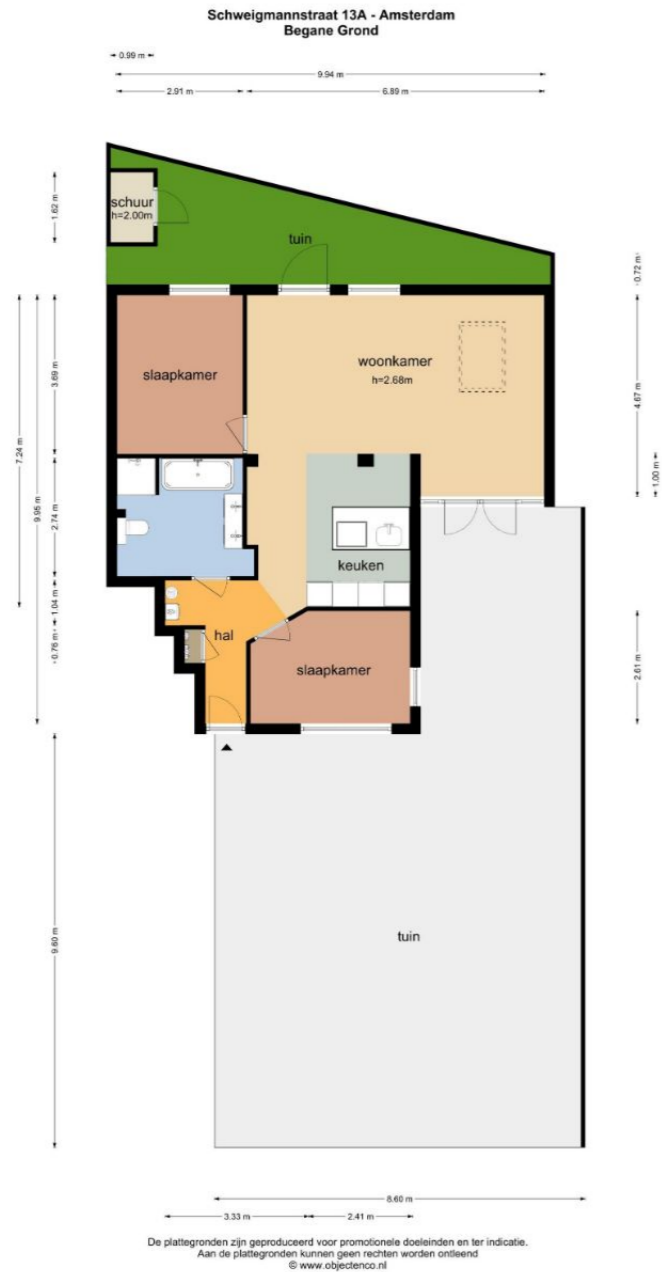 Schweigmannstraat 13A - Amsterdam
Begane Grond
0.99 m
9.94 m
2.91 m
6.89 m
1.62 m
schuur
h=2.00m
tuin
0.72 m
3.69 m
slaapkamer
woonkamer
h=2.68m
4.67 m
7.24 m
9.95 m
1.00 m
2.74 m
keuken
1.04 m
hal
0.76 m
slaapkamer
2.61 m
9.60 m
tuin
8.60 m
3.33 m
2.41 m
De plattegronden zijn geproduceerd voor promotionele doeleinden en ter indicatie.
Aan de plattegronden kunnen geen rechten worden ontleend
© www.objectenco.nl